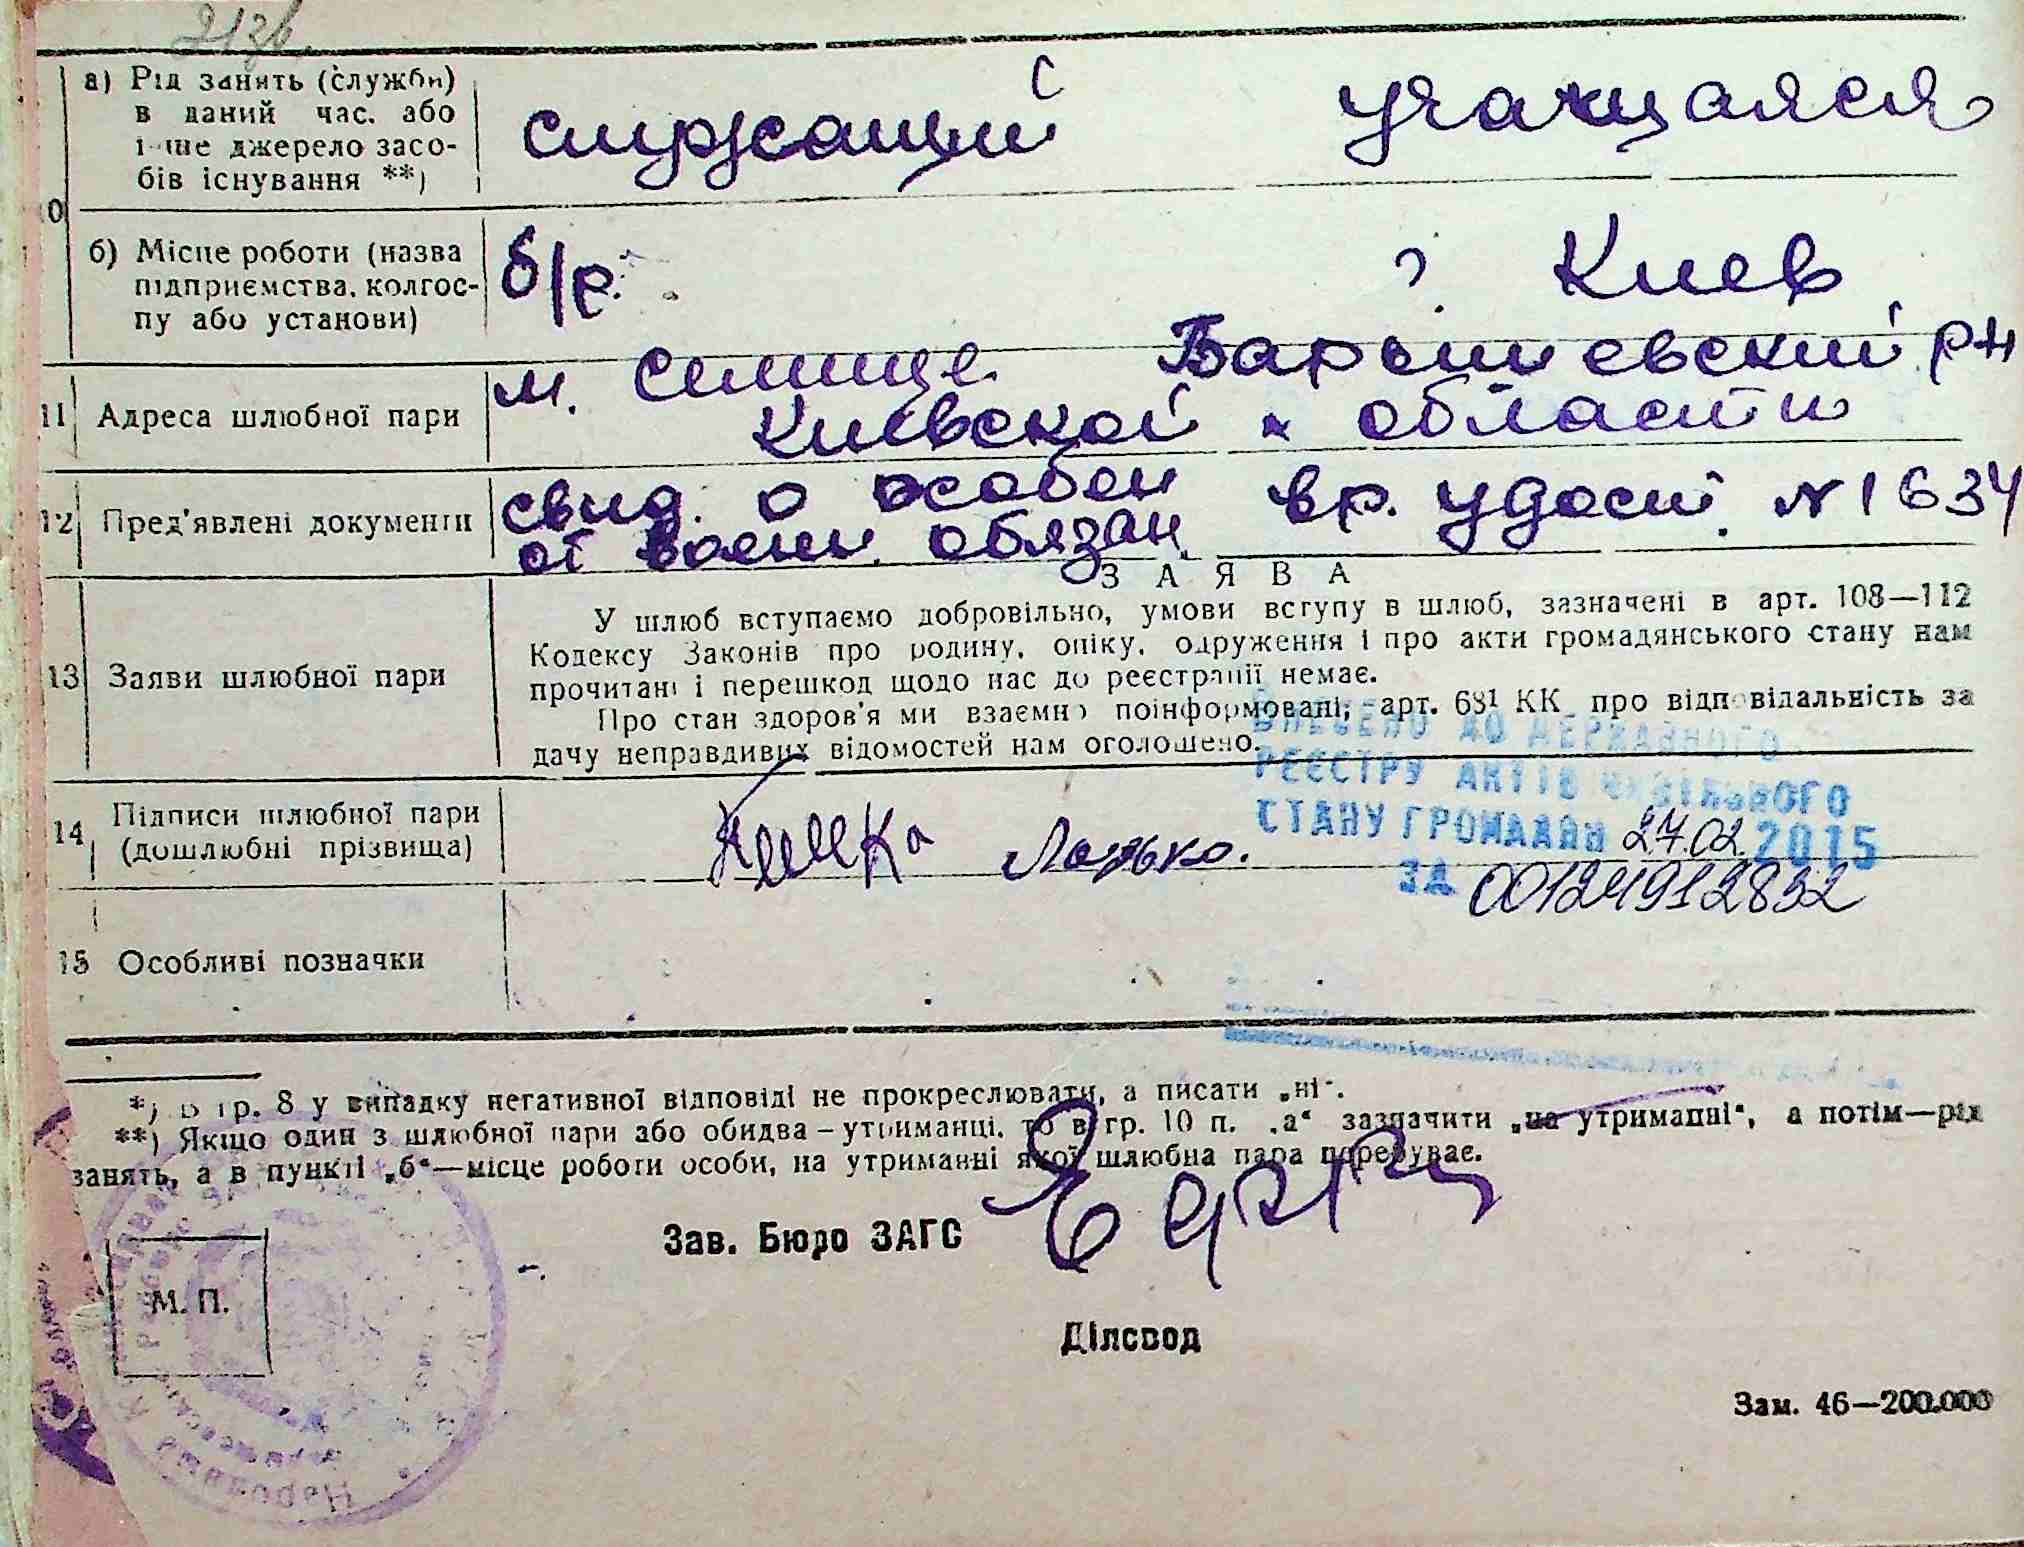 212б
а) Рід занять (служби) в даний час. або інше джерело засобів існування **)
служащий учащаяся
10
б) Місце роботи (назва підприємства, колгоспу або установи)
б/р. г. Киев
11 Адреса шлюбної пари
м. Селище Барышевский р-н
Киевской области
12 Пред'явлені документи
свид. о особен вр. удост. N 1634
от воен. обязан.
ЗАЯВА
13 Заяви шлюбної пари
У шлюб вступаємо добровільно, умови вступу в шлюб, зазначені в арт. 108—112
Кодексу Законів про родину, опіку, одруження і про акти громадянського стану нам
прочитані і перешкод щодо нас до реєстрації немає.
Про стан здоров'я ми взаємно поінформовані; арт. 68¹ КК про відповідальність за
дачу неправдивих відомостей нам оголошено.
ВНЕСЕНО ДО ДЕРЖАВНОГО
РЕЄСТРУ АКТІВ ЦИВІЛЬНОГО
СТАНУ ГРОМАДЯН 27.02.2015
ЗА 00124912832
14 Підписи шлюбної пари (дошлюбні прізвища)
15 Особливі позначки
*) В гр. 8 у випадку негативної відповіді не прокреслювати, а писати „ні".
**) Якщо один з шлюбної пари або обидва – утриманці, то в гр. 10 п. „а" зазначити „на утриманні", а потім—рід
занять, а в пункті „б"—місце роботи особи, на утриманні якої шлюбна пара перебуває.
Зав. Бюро ЗАГС
М. П.
Діловод
Зам. 46—200.000